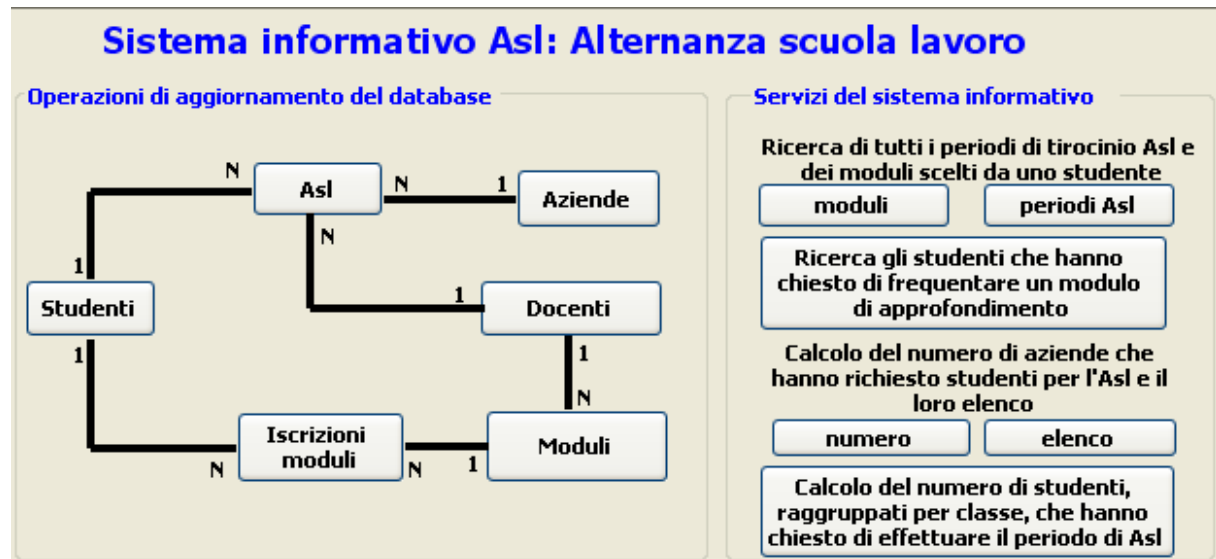 Sistema informativo Asl: Alternanza scuola lavoro
Operazioni di aggiornamento del database
N
Asl
N
1
Aziende
N
1
Studenti
1
Docenti
1
1
N
Iscrizioni
moduli
N
N
1
Moduli
Servizi del sistema informativo
Ricerca di tutti i periodi di tirocinio Asl e
dei moduli scelti da uno studente
moduli
periodi Asl
Ricerca gli studenti che hanno
chiesto di frequentare un modulo
di approfondimento
Calcolo del numero di aziende che
hanno richiesto studenti per l'Asl e il
loro elenco
numero
elenco
Calcolo del numero di studenti,
raggruppati per classe, che hanno
chiesto di effettuare il periodo di Asl